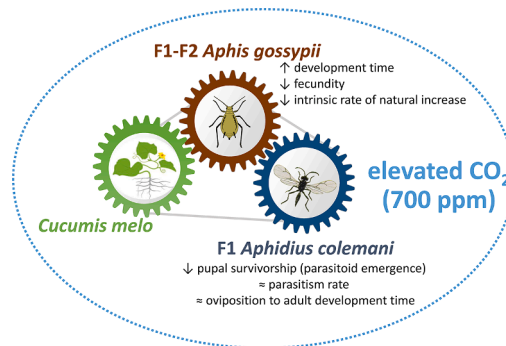 F1-F2 Aphis gossypii
↑ development time
↓ fecundity
↓ intrinsic rate of natural increase
elevated CO₂
(700 ppm)
Cucumis melo
F1 Aphidius colemani
↓ pupal survivorship (parasitoid emergence)
≈ parasitism rate
≈ oviposition to adult development time